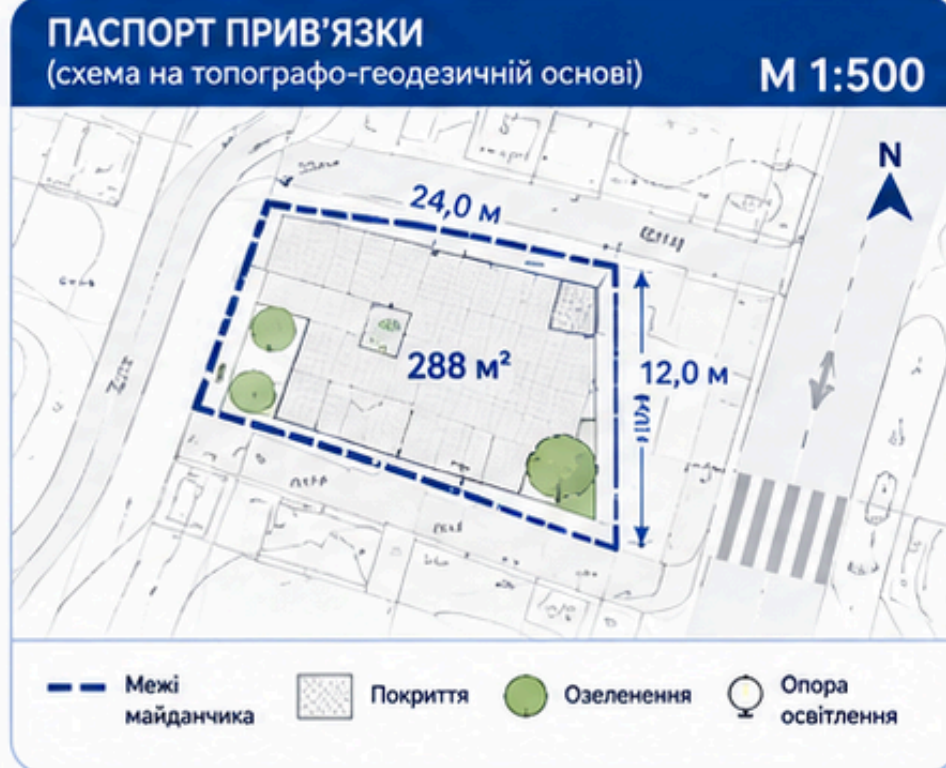 ПАСПОРТ ПРИВ’ЯЗКИ
(схема на топографо-геодезичній основі)
М 1:500
N
24,0 м
288 м²
12,0 м
Межі
майданчика
Покриття
Озеленення
Опора
освітлення